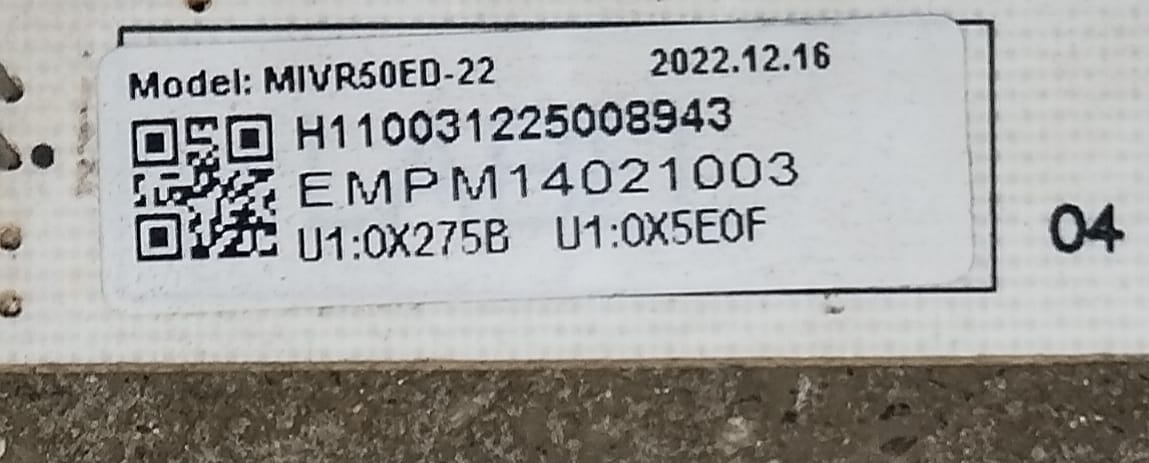 Model: MIVR50ED-22 2022.12.16
H110031225008943
EMPM14021003
U1:0X275B U1:0X5E0F
04